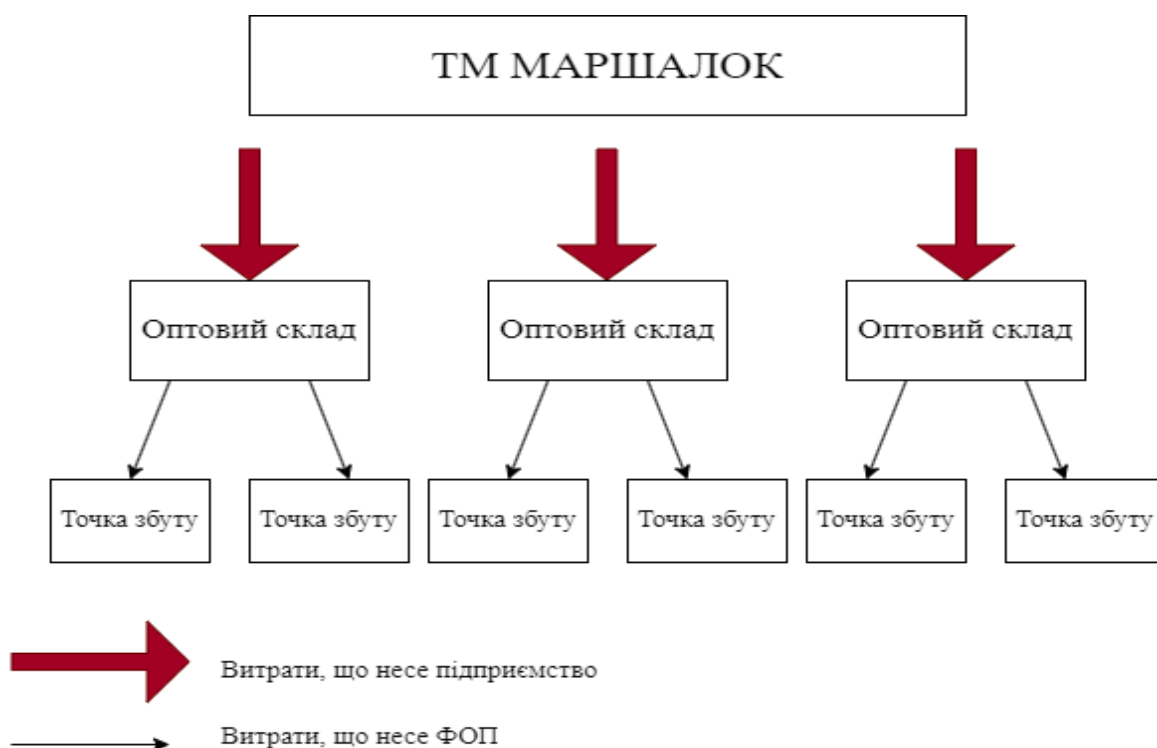 ТМ МАРШАЛОК
Оптовий склад
Оптовий склад
Оптовий склад
Точка збуту
Точка збуту
Точка збуту
Точка збуту
Точка збуту
Точка збуту
Витрати, що несе підприємство
Витрати, що несе ФОП